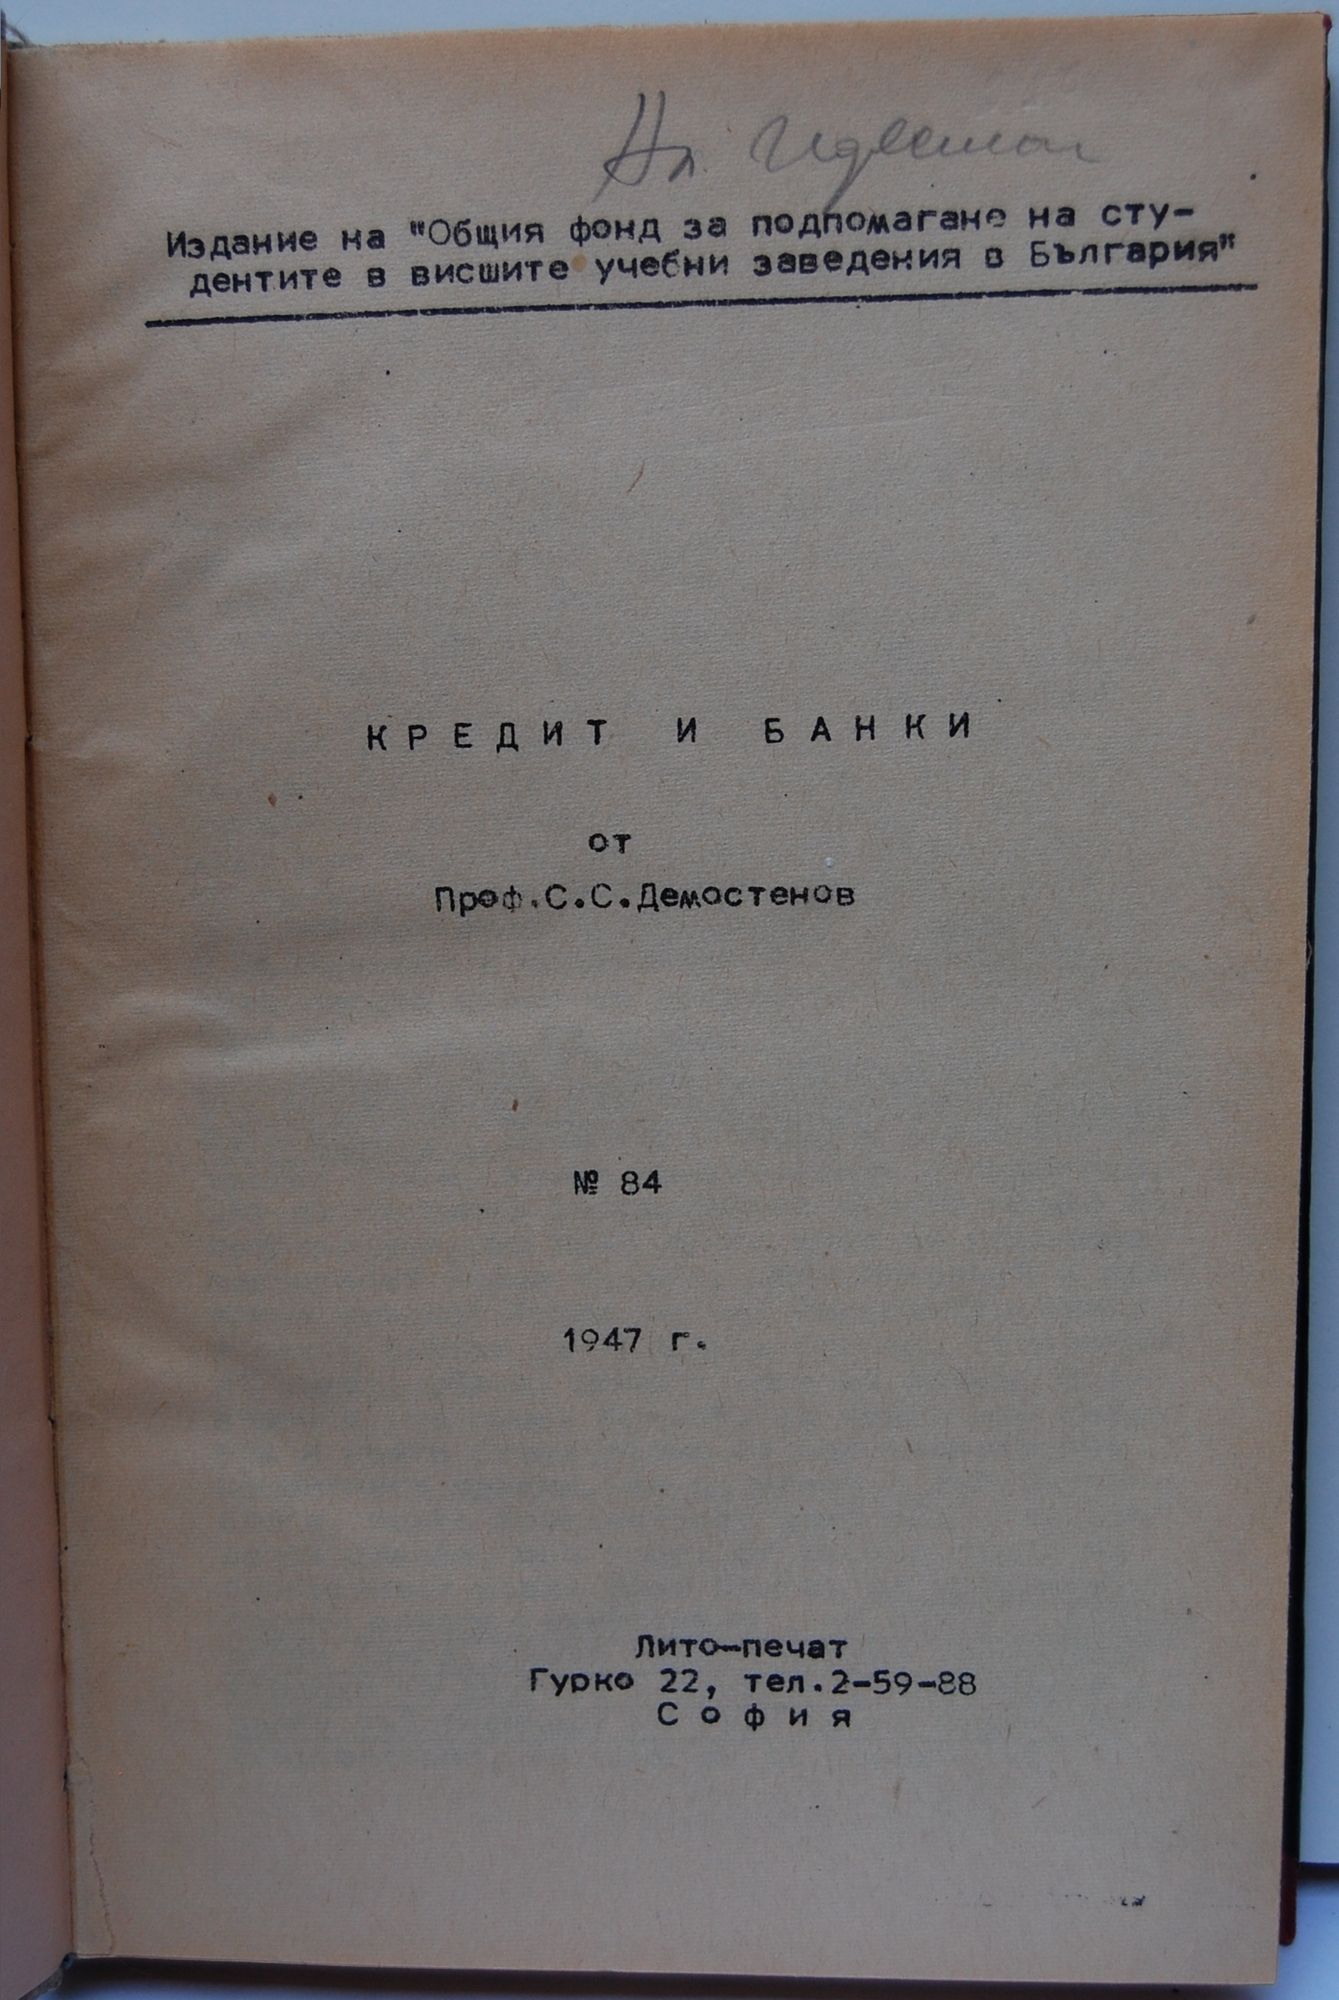 Издание на "Общия фонд за подпомагане на сту-
дентите в висшите учебни заведения в България"
КРЕДИТ И БАНКИ
от
Проф.С.С.Демостенов
№ 84
1947 г.
Лито-печат
Гурко 22, тел.2-59-88
София